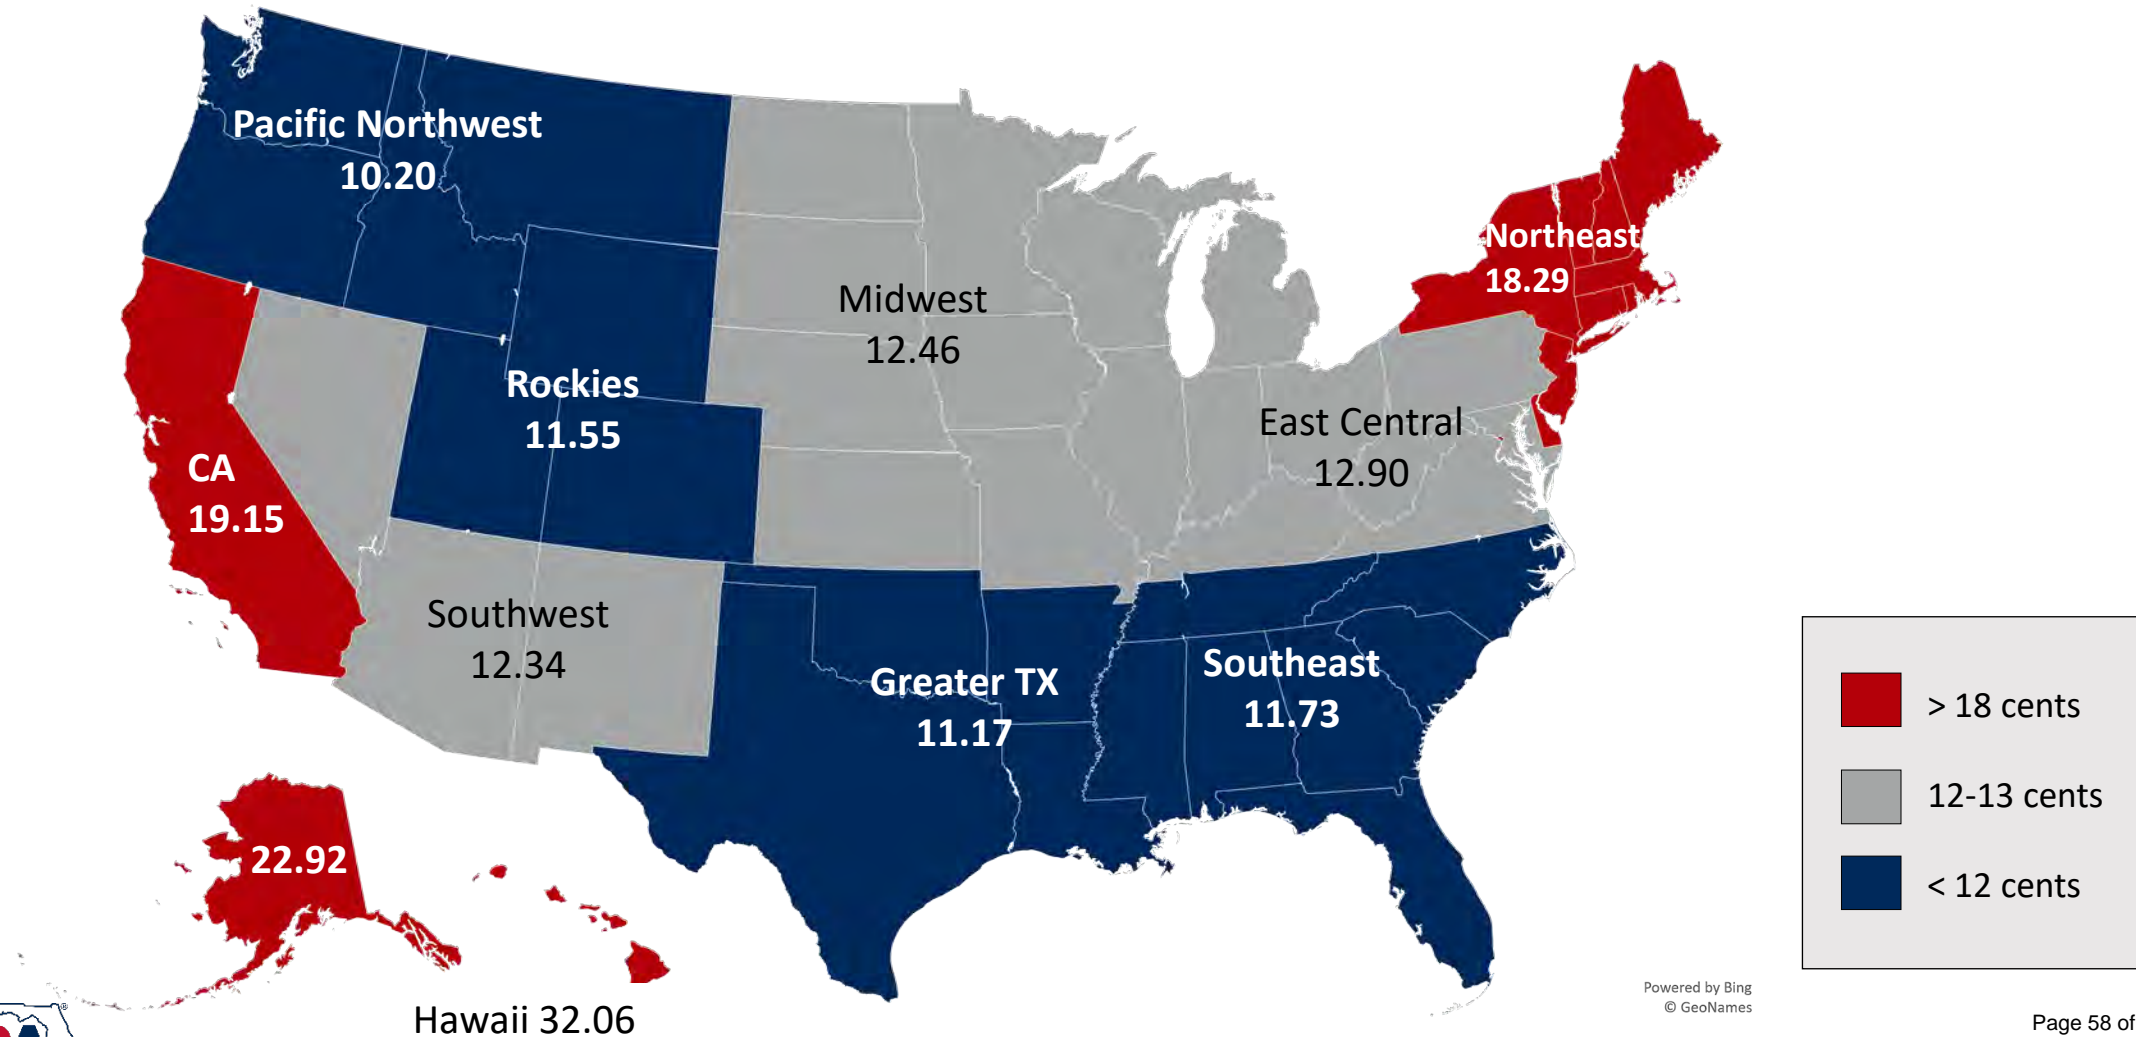 Pacific Northwest
10.20
Northeast
18.29
Midwest
12.46
Rockies
11.55
East Central
12.90
CA
19.15
Southwest
12.34
Greater TX
11.17
Southeast
11.73
> 18 cents
12-13 cents
< 12 cents
22.92
Hawaii 32.06
Powered by Bing
© GeoNames
Page 58 of
®